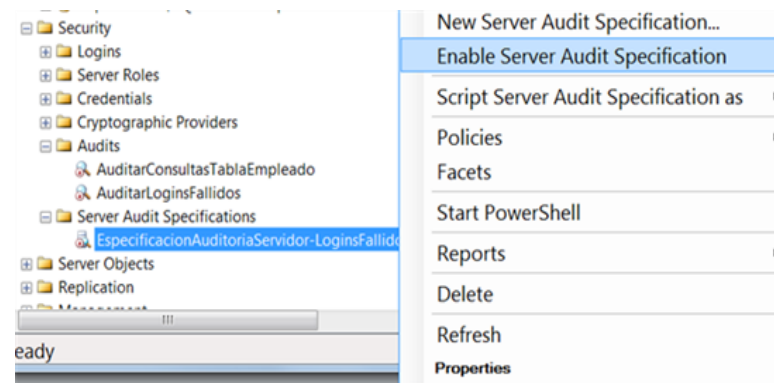 Security
Logins
Server Roles
Credentials
Cryptographic Providers
Audits
AuditarConsultasTablaEmpleado
AuditarLoginsFallidos
Server Audit Specifications
EspecificacionAuditoriaServidor-LoginsFallido
Server Objects
Replication
eady
New Server Audit Specification...
Enable Server Audit Specification
Script Server Audit Specification as
Policies
Facets
Start PowerShell
Reports
Delete
Refresh
Properties